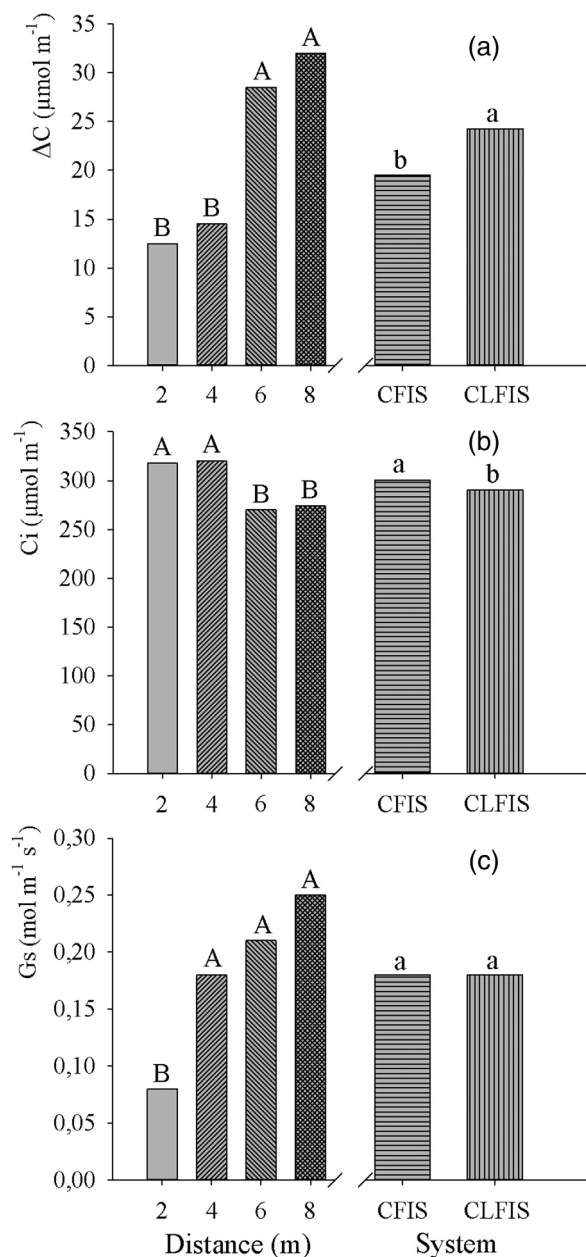 (a)
ΔC (μmol m⁻¹)
35
30
25
20
15
10
5
0
B B A A b a
2 4 6 8 CFIS CLFIS
(b)
Ci (μmol m⁻¹)
350
300
250
200
150
100
50
0
A A B B a b
2 4 6 8 CFIS CLFIS
(c)
Gs (mol m⁻¹ s⁻¹)
0,30
0,25
0,20
0,15
0,10
0,05
0,00
B A A A a a
2 4 6 8 CFIS CLFIS
Distance (m) System